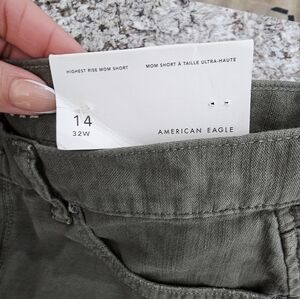 HIGHEST RISE MOM SHORT
MOM SHORT À TAILLE ULTRA-HAUTE
14
32W
AMERICAN EAGLE